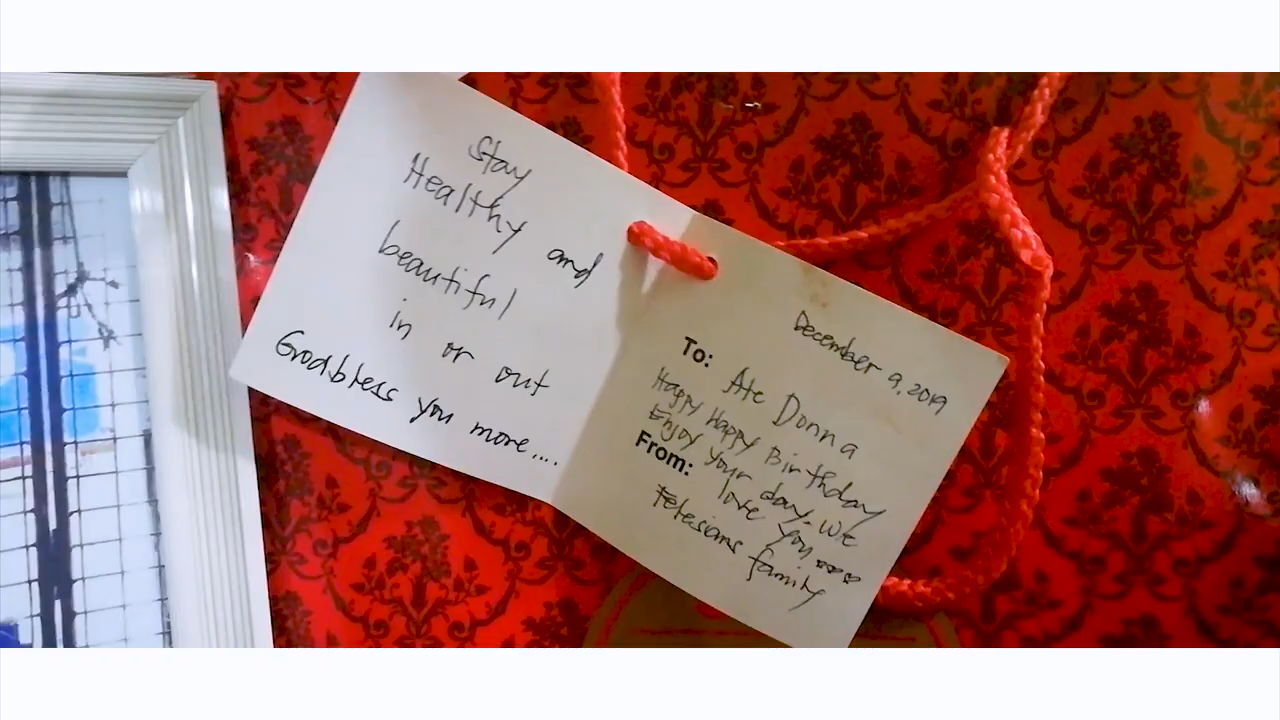 Stay
Healthy and
beautiful
in or out
Godbless you more....
December 9, 2019
To: Ate Donna
Happy Happy Birthday
Enjoy your day. We
From: love you
family